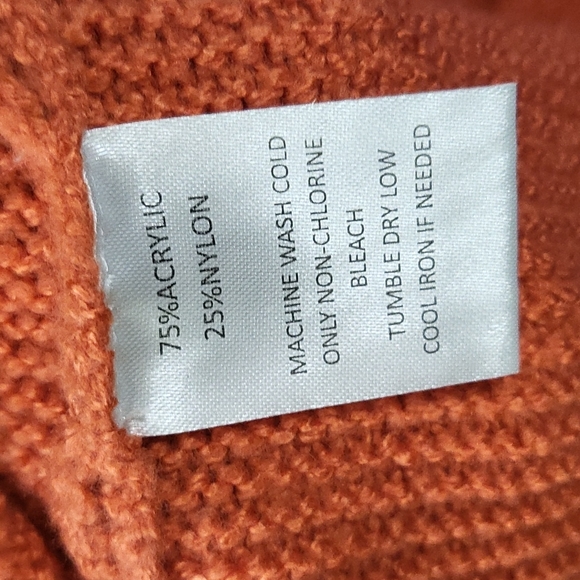 75%ACRYLIC
25%NYLON
MACHINE WASH COLD
ONLY NON-CHLORINE
BLEACH
TUMBLE DRY LOW
COOL IRON IF NEEDED